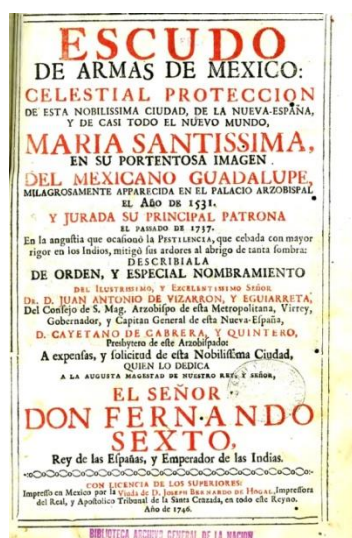 ESCUDO
DE ARMAS DE MEXICO:
CELESTIAL PROTECCION
DE ESTA NOBILISSIMA CIUDAD, DE LA NUEVA-ESPAÑA,
Y DE CASI TODO EL NUEVO MUNDO,
MARIA SANTISSIMA,
EN SU PORTENTOSA IMAGEN
DEL MEXICANO GUADALUPE,
MILAGROSAMENTE APPARECIDA EN EL PALACIO ARZOBISPAL
EL AÑO DE 1531.
Y JURADA SU PRINCIPAL PATRONA
EL PASSADO DE 1737.
En la angustia que ocasionò la PESTILENCIA, que cebada con mayor
rigor en los Indios, mitigò sus ardores al abrigo de tanta sombra:
DESCRIBIALA
DE ORDEN, Y ESPECIAL NOMBRAMIENTO
DEL ILUSTRISSIMO, Y EXCELENTISSIMO SEÑOR
DR. D. JUAN ANTONIO DE VIZARRON, Y EGUIARRETA,
Del Consejo de S. Mag. Arzobispo de esta Metropolitana, Virrey,
Gobernador, y Capitan General de esta Nueva-España,
D. CAYETANO DE CABRERA, Y QUINTERO,
Presbytero de este Arzobispado:
A expensas, y solicitud de esta Nobilissima Ciudad,
QUIEN LO DEDICA
A LA AUGUSTA MAGESTAD DE NUESTRO REY, Y SEÑOR,
EL SEÑOR
DON FERNANDO
SEXTO,
Rey de las Españas, y Emperador de las Indias.
CON LICENCIA DE LOS SUPERIORES:
Impresso en Mexico por la Viuda de D. JOSEPH BERNARDO DE HOGAL, Impressora
del Real, y Apostolico Tribunal de la Santa Cruzada, en todo este Reyno.
Año de 1746.
BIBLIOTECA ARCHIVO GENERAL DE LA NACION